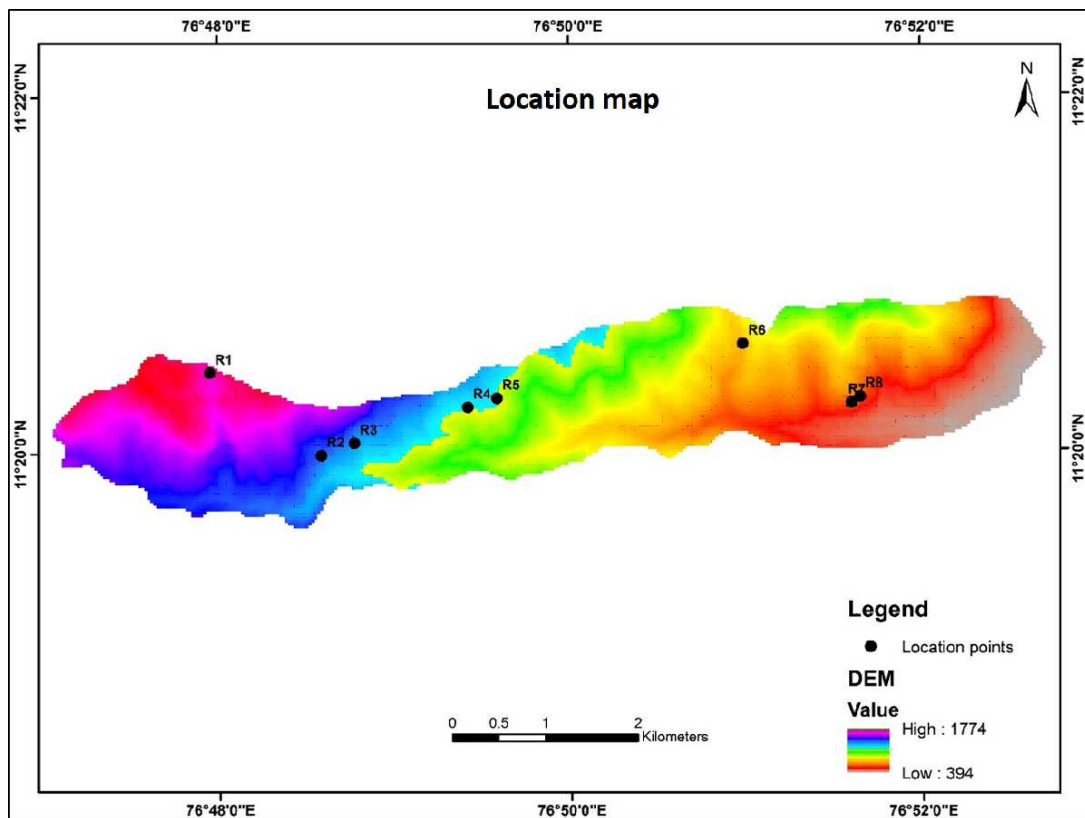 76°48'0"E 76°50'0"E 76°52'0"E
11°22'0"N
Location map
N
11°22'0"N
R1
R2
R3
R4
R5
R6
R7
R8
11°20'0"N
11°20'0"N
Legend
Location points
DEM
Value
High : 1774
Low : 394
0 0.5 1 2
Kilometers
76°48'0"E 76°50'0"E 76°52'0"E